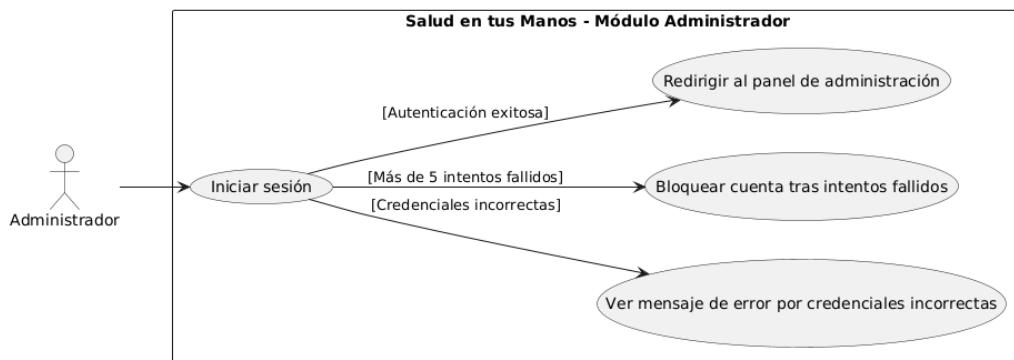 Salud en tus Manos - Módulo Administrador
Redirigir al panel de administración
[Autenticación exitosa]
Administrador
Iniciar sesión
[Más de 5 intentos fallidos]
Bloquear cuenta tras intentos fallidos
[Credenciales incorrectas]
Ver mensaje de error por credenciales incorrectas